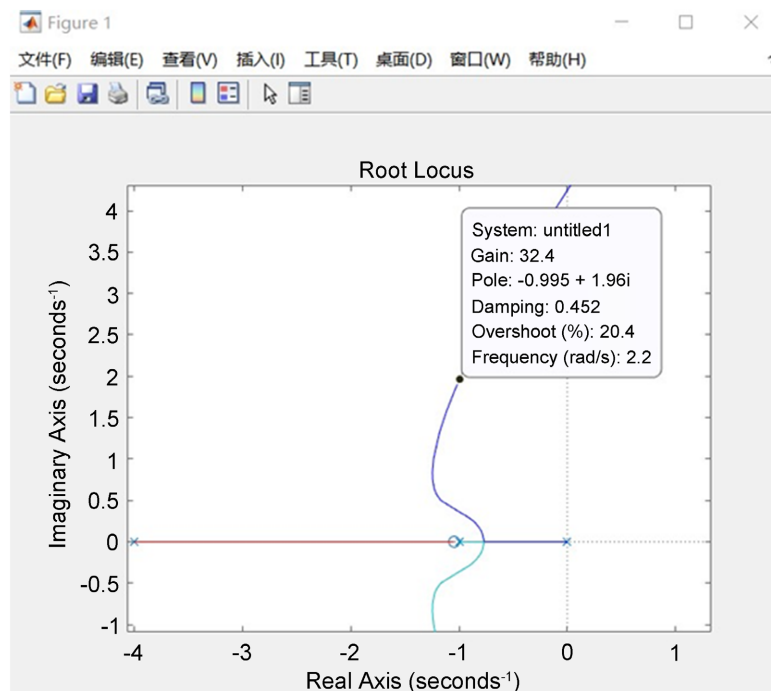 Figure 1
文件(F) 编辑(E) 查看(V) 插入(I) 工具(T) 桌面(D) 窗口(W) 帮助(H)
Root Locus
System: untitled1
Gain: 32.4
Pole: -0.995 + 1.96i
Damping: 0.452
Overshoot (%): 20.4
Frequency (rad/s): 2.2
Imaginary Axis (seconds⁻¹)
4
3.5
3
2.5
2
1.5
1
0.5
0
-0.5
-1
-4 -3 -2 -1 0 1
Real Axis (seconds⁻¹)